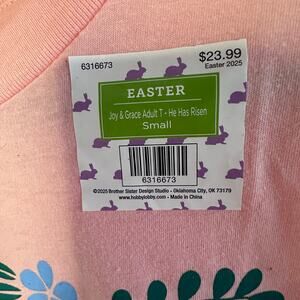 6316673
$23.99
Easter 2025
EASTER
Joy & Grace Adult T - He Has Risen
Small
6316673
©2025 Brother Sister Design Studio • Oklahoma City, OK 73179
www.hobbylobby.com • Made in China